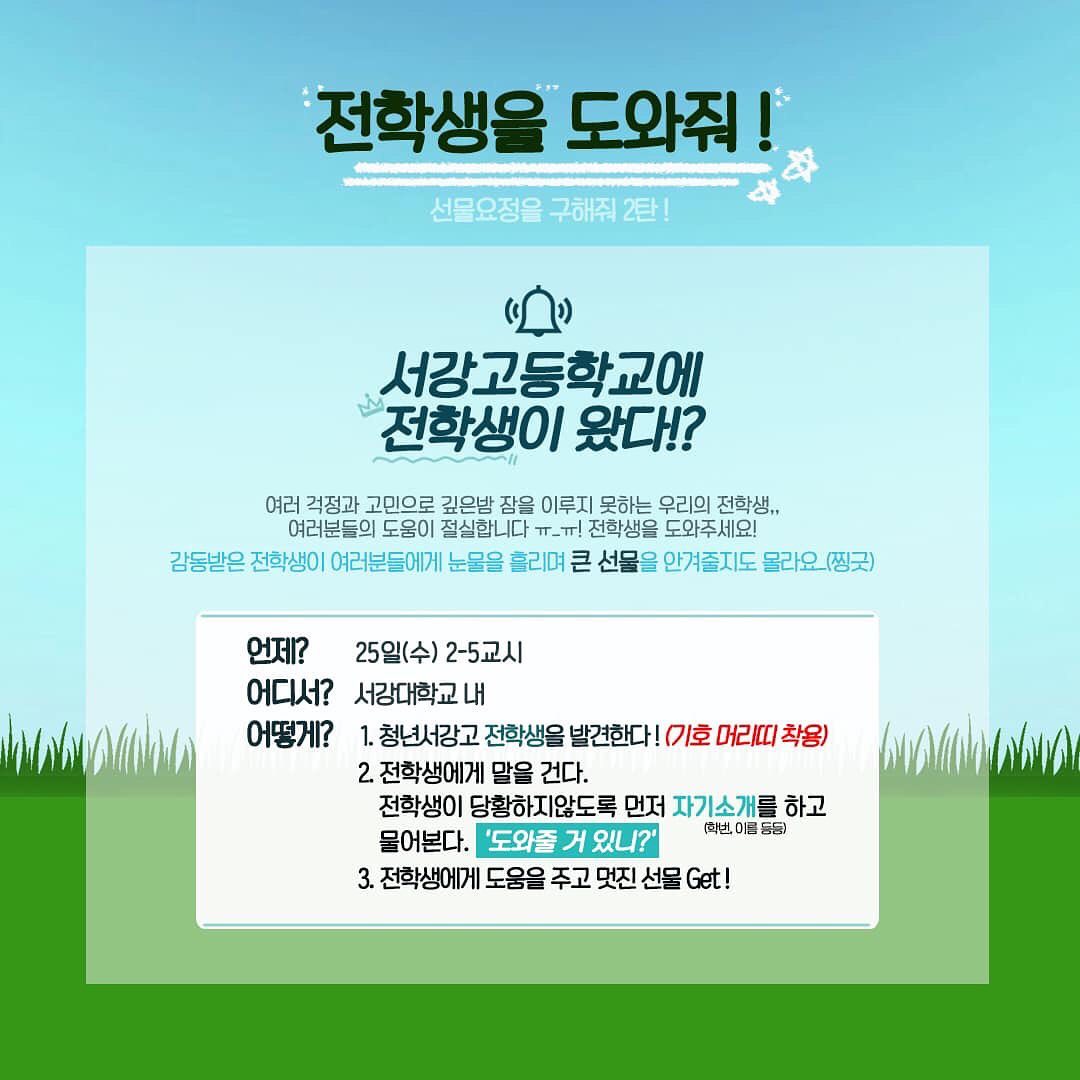 전학생을 도와줘 !
선물요정을 구해줘 2탄 !
서강고등학교에
전학생이 왔다!?
여러 걱정과 고민으로 깊은밤 잠을 이루지 못하는 우리의 전학생,,
여러분들의 도움이 절실합니다 ㅠ_ㅠ! 전학생을 도와주세요!
감동받은 전학생이 여러분들에게 눈물을 흘리며 큰 선물을 안겨줄지도 몰라요_(찡긋)
언제? 25일(수) 2-5교시
어디서? 서강대학교 내
어떻게? 1. 청년서강고 전학생을 발견한다 ! (기호 머리띠 착용)
2. 전학생에게 말을 건다.
전학생이 당황하지않도록 먼저 자기소개를 하고
(학번, 이름 등등)
물어본다. '도와줄 거 있니?'
3. 전학생에게 도움을 주고 멋진 선물 Get !